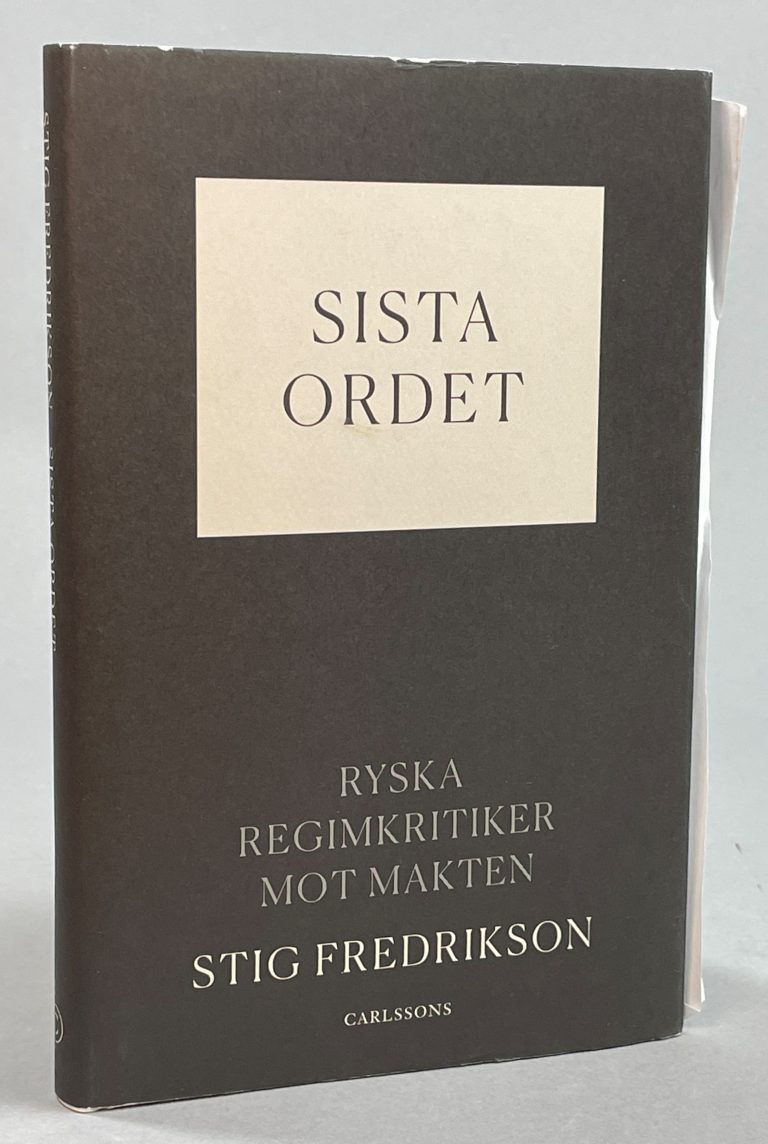 SISTA
ORDET
RYSKA
REGIMKRITIKER
MOT MAKTEN
STIG FREDRIKSON
CARLSSONS
STIG FREDRIKSON SISTA ORDET